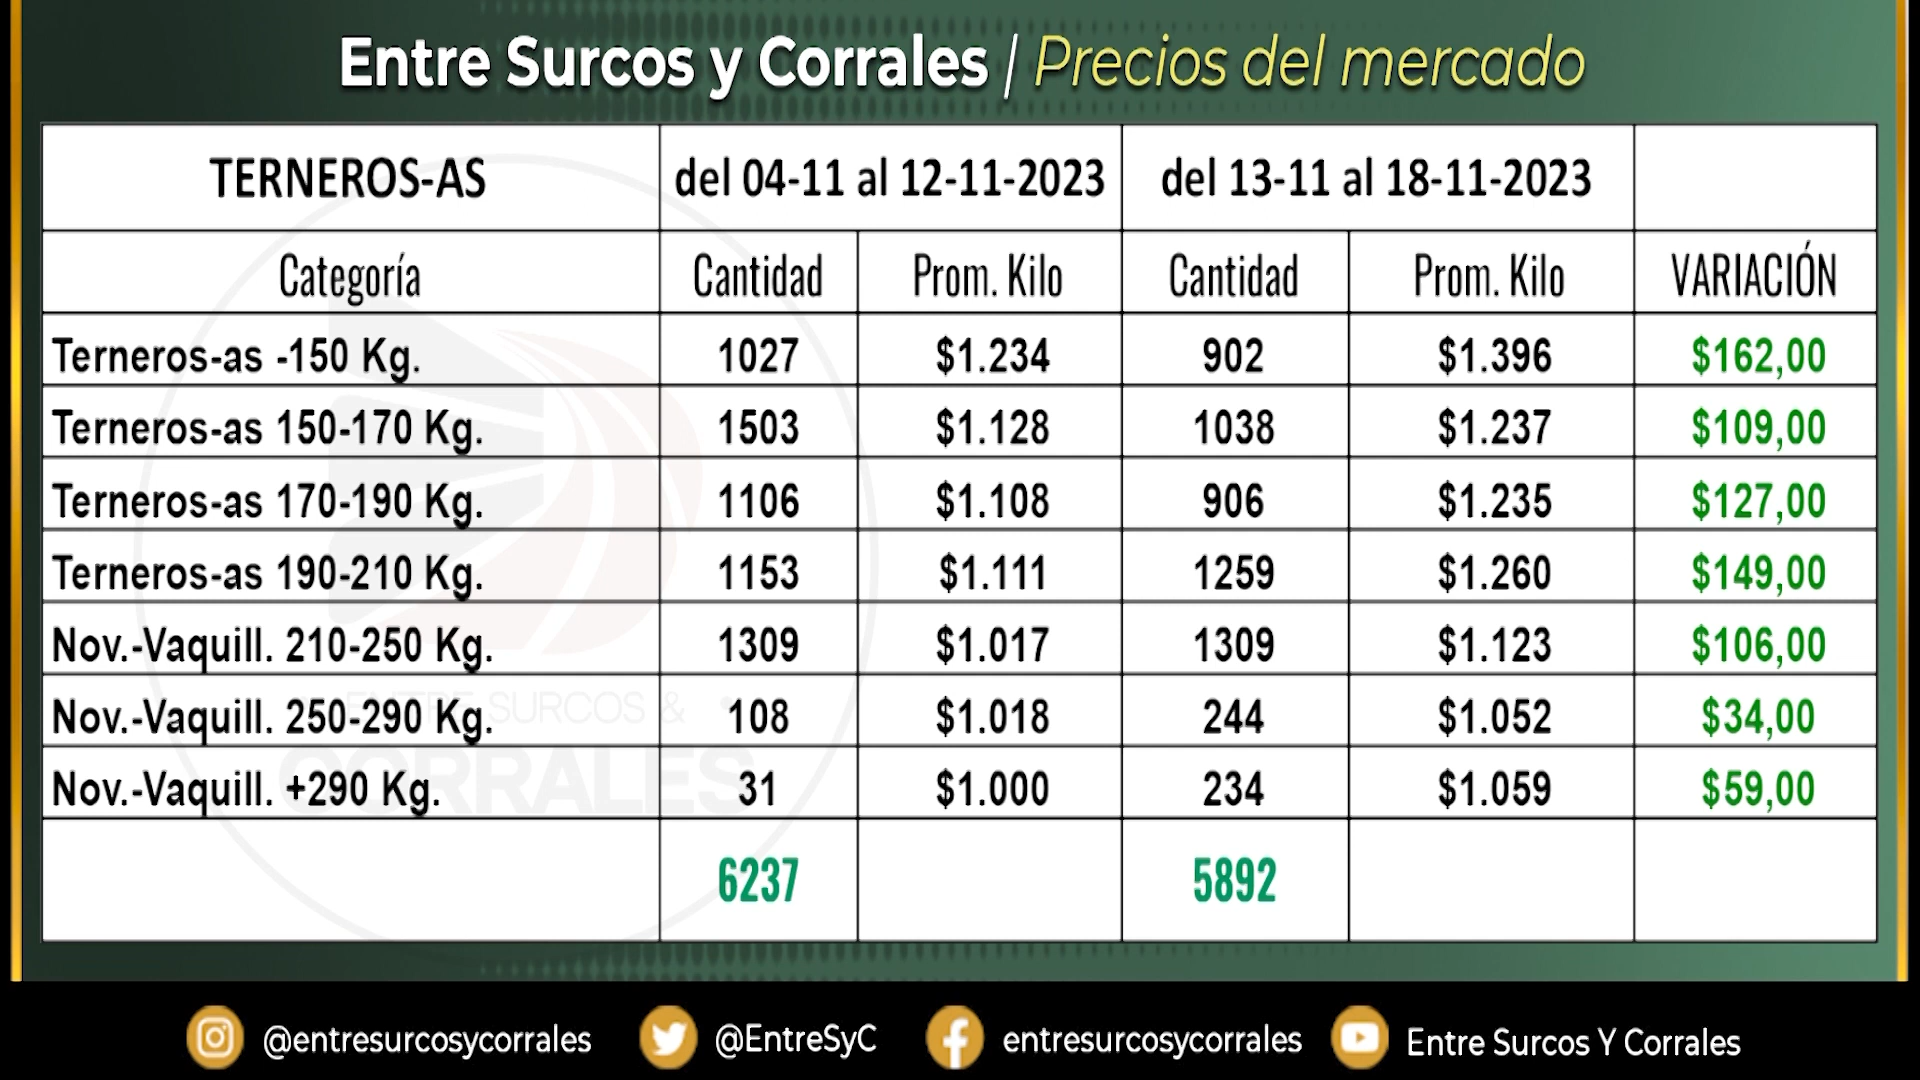 Entre Surcos y Corrales | Precios del mercado
TERNEROS-AS del 04-11 al 12-11-2023 del 13-11 al 18-11-2023
Categoría Cantidad Prom. Kilo Cantidad Prom. Kilo VARIACIÓN
Terneros-as -150 Kg. 1027 $1.234 902 $1.396 $162,00
Terneros-as 150-170 Kg. 1503 $1.128 1038 $1.237 $109,00
Terneros-as 170-190 Kg. 1106 $1.108 906 $1.235 $127,00
Terneros-as 190-210 Kg. 1153 $1.111 1259 $1.260 $149,00
Nov.-Vaquill. 210-250 Kg. 1309 $1.017 1309 $1.123 $106,00
ENTRE SURCOS &
Nov.-Vaquill. 250-290 Kg. 108 $1.018 244 $1.052 $34,00
CORRALES
Nov.-Vaquill. +290 Kg. 31 $1.000 234 $1.059 $59,00
6237 5892
@entresurcosycorrales @EntreSyC entresurcosycorrales Entre Surcos Y Corrales